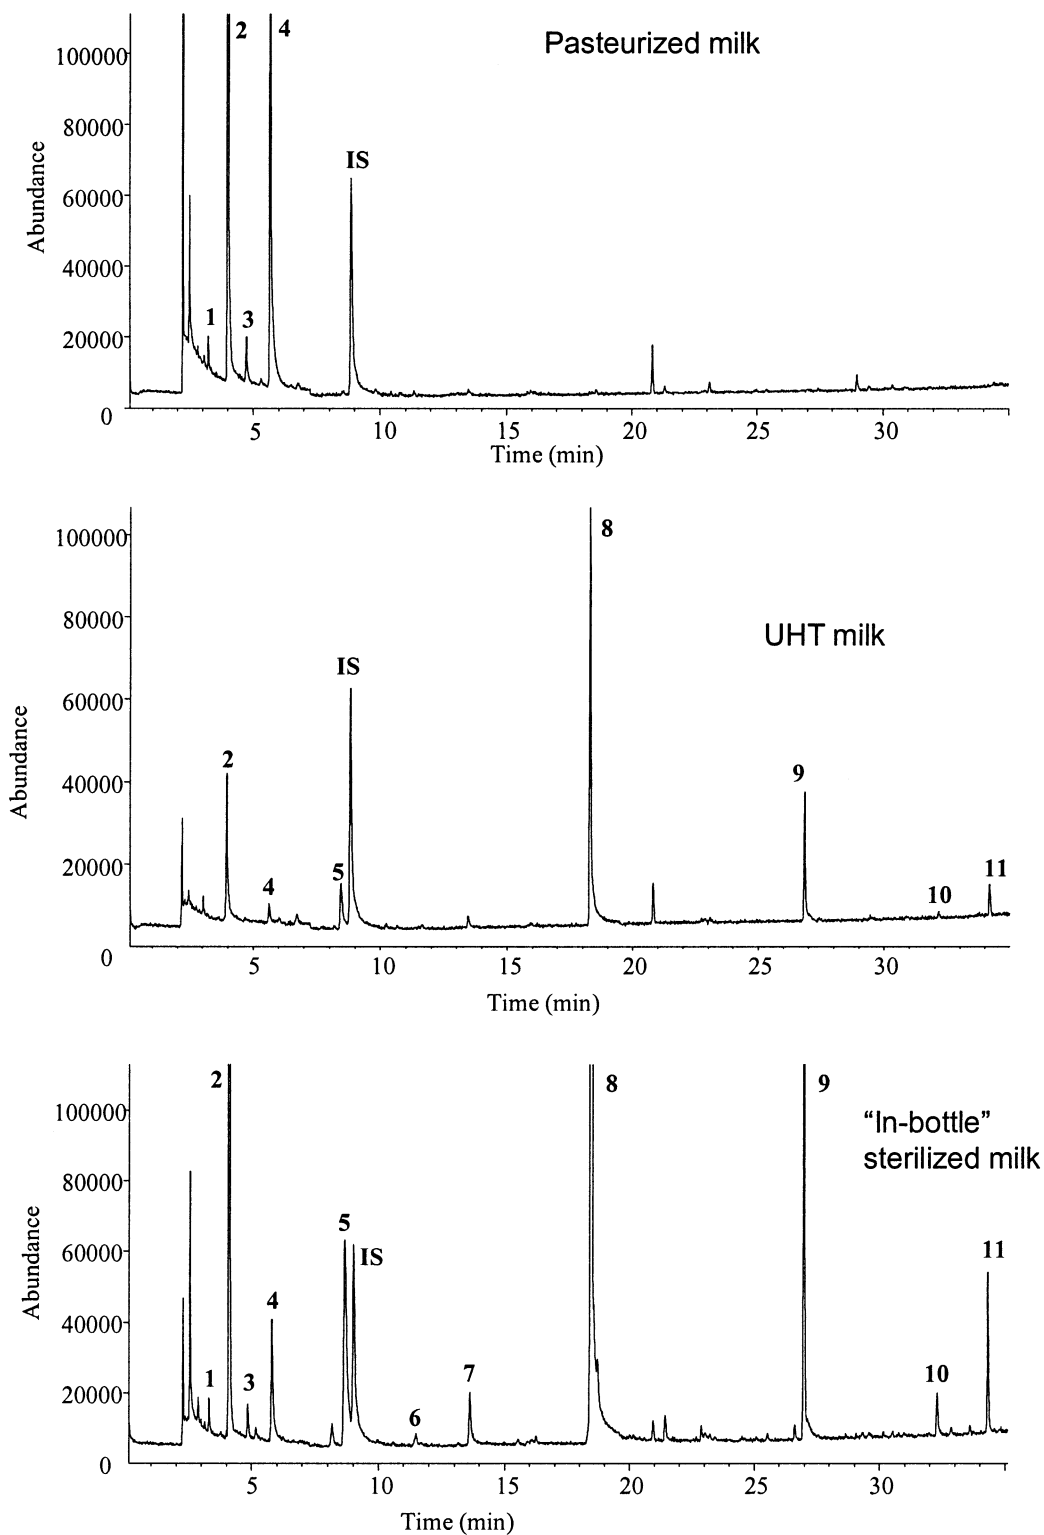 Pasteurized milk
2
4
100000
80000
Abundance
IS
60000
40000
1
3
20000
0
5 10 15 20 25 30
Time (min)
8
100000
80000
UHT milk
IS
60000
Abundance
2
9
40000
5
4
11
20000
10
0
5 10 15 20 25 30
Time (min)
2
8
9
100000
“In-bottle”
sterilized milk
80000
Abundance
5
IS
11
60000
4
40000
1
3
7
10
20000
6
0
5 10 15 20 25 30
Time (min)